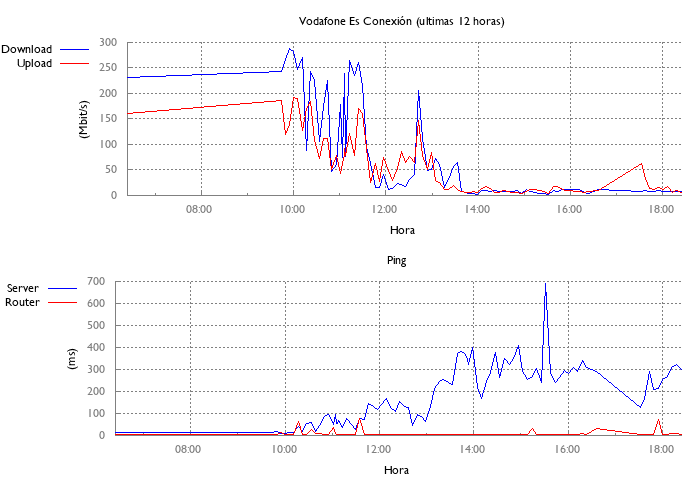 Vodafone Es Conexión (ultimas 12 horas)
Download
Upload
300
250
200
150
100
50
0
(Mbit/s)
08:00 10:00 12:00 14:00 16:00 18:00
Hora
Ping
Server
Router
700
600
500
400
300
200
100
0
(ms)
08:00 10:00 12:00 14:00 16:00 18:00
Hora